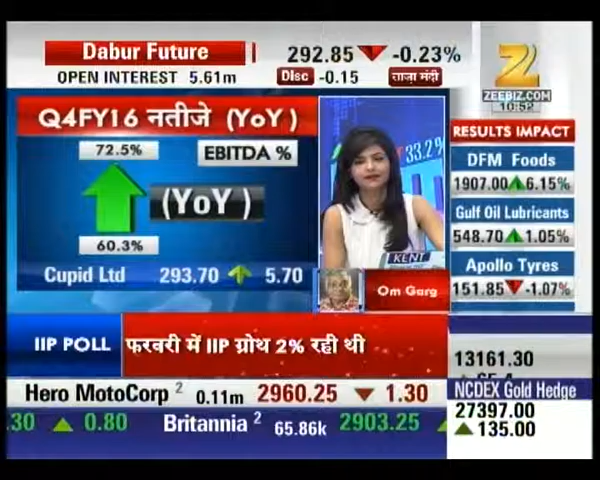 Dabur Future
292.85 -0.23%
OPEN INTEREST 5.61m
Disc -0.15 ताज़ा मंदी
Z
ZEEBIZ.COM
10:52
Q4FY16 नतीजे (YoY)
72.5%
EBITDA %
(YoY )
60.3%
Cupid Ltd 293.70 5.70
33.2%
KENT
Om Garg
RESULTS IMPACT
DFM Foods
1907.00 6.15%
Gulf Oil Lubricants
548.70 1.05%
Apollo Tyres
151.85 -1.07%
IIP POLL
फरवरी में IIP ग्रोथ 2% रही थी
13161.30
Hero MotoCorp 2 0.11m 2960.25 1.30
.30 0.80 Britannia 2 65.86k 2903.25
NCDEX Gold Hedge
27397.00
135.00